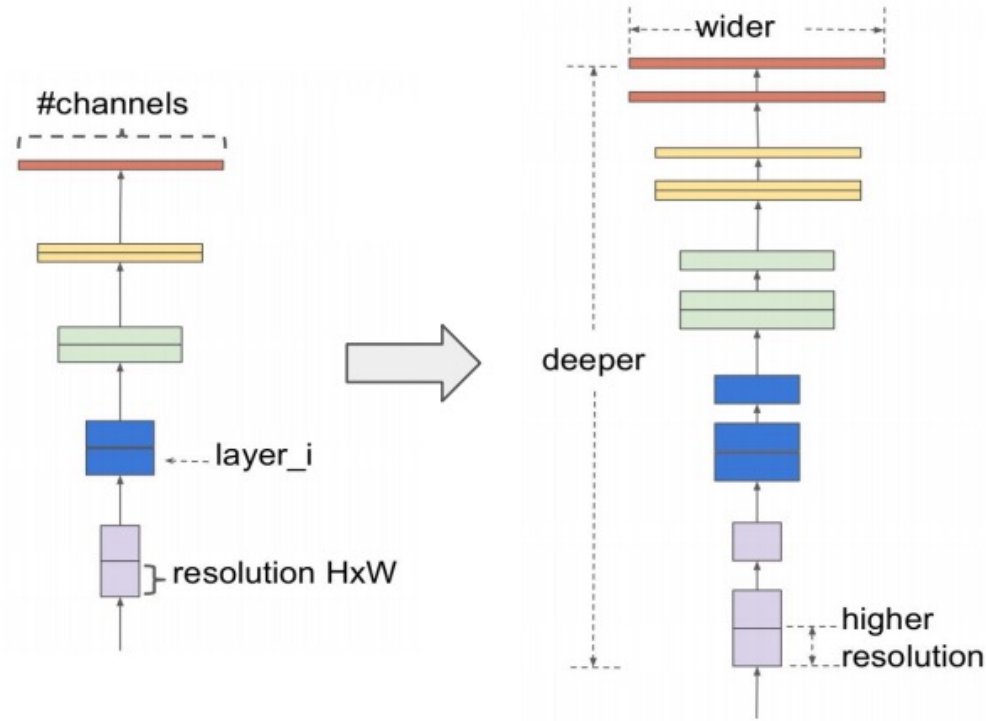 #channels
layer_i
resolution HxW
wider
deeper
higher
resolution